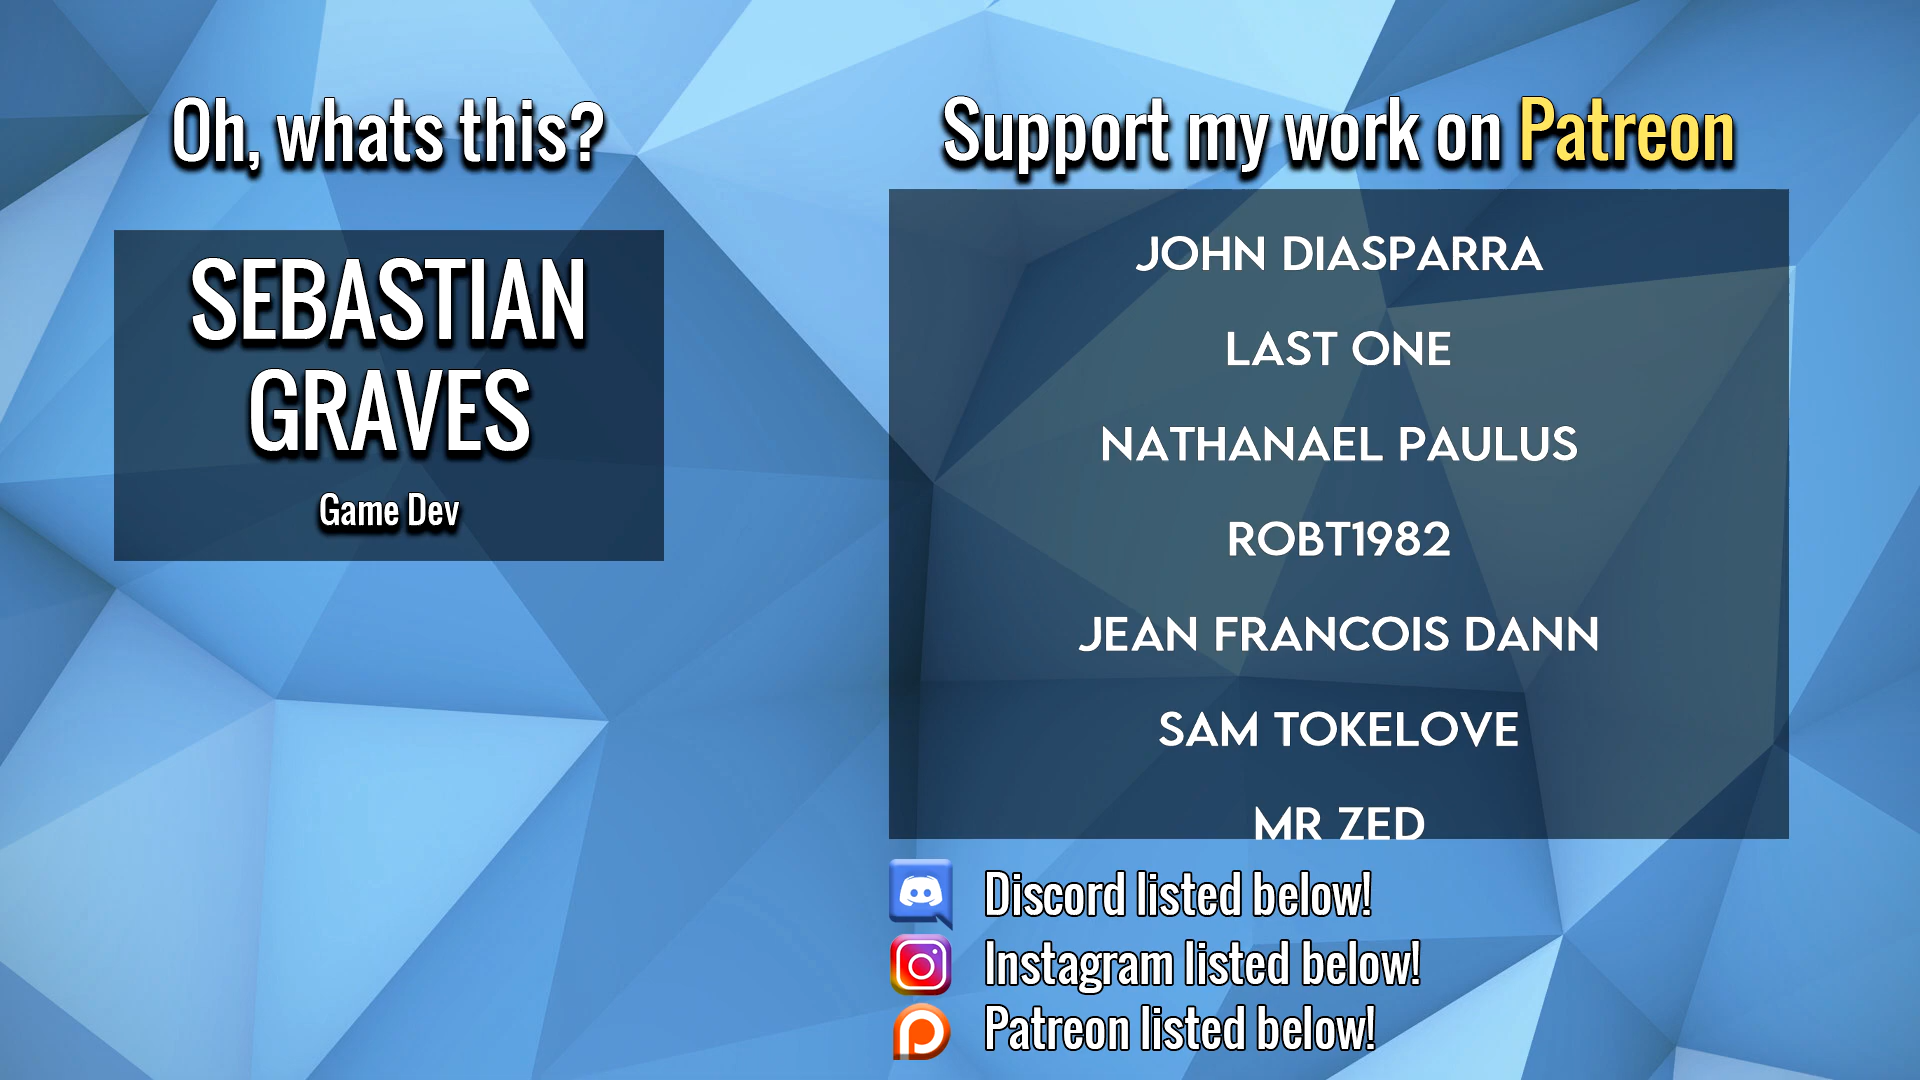 Oh, whats this?
SEBASTIAN
GRAVES
Game Dev
Support my work on Patreon
JOHN DIASPARRA
LAST ONE
NATHANAEL PAULUS
ROBT1982
JEAN FRANCOIS DANN
SAM TOKELOVE
MR ZED
Discord listed below!
Instagram listed below!
Patreon listed below!